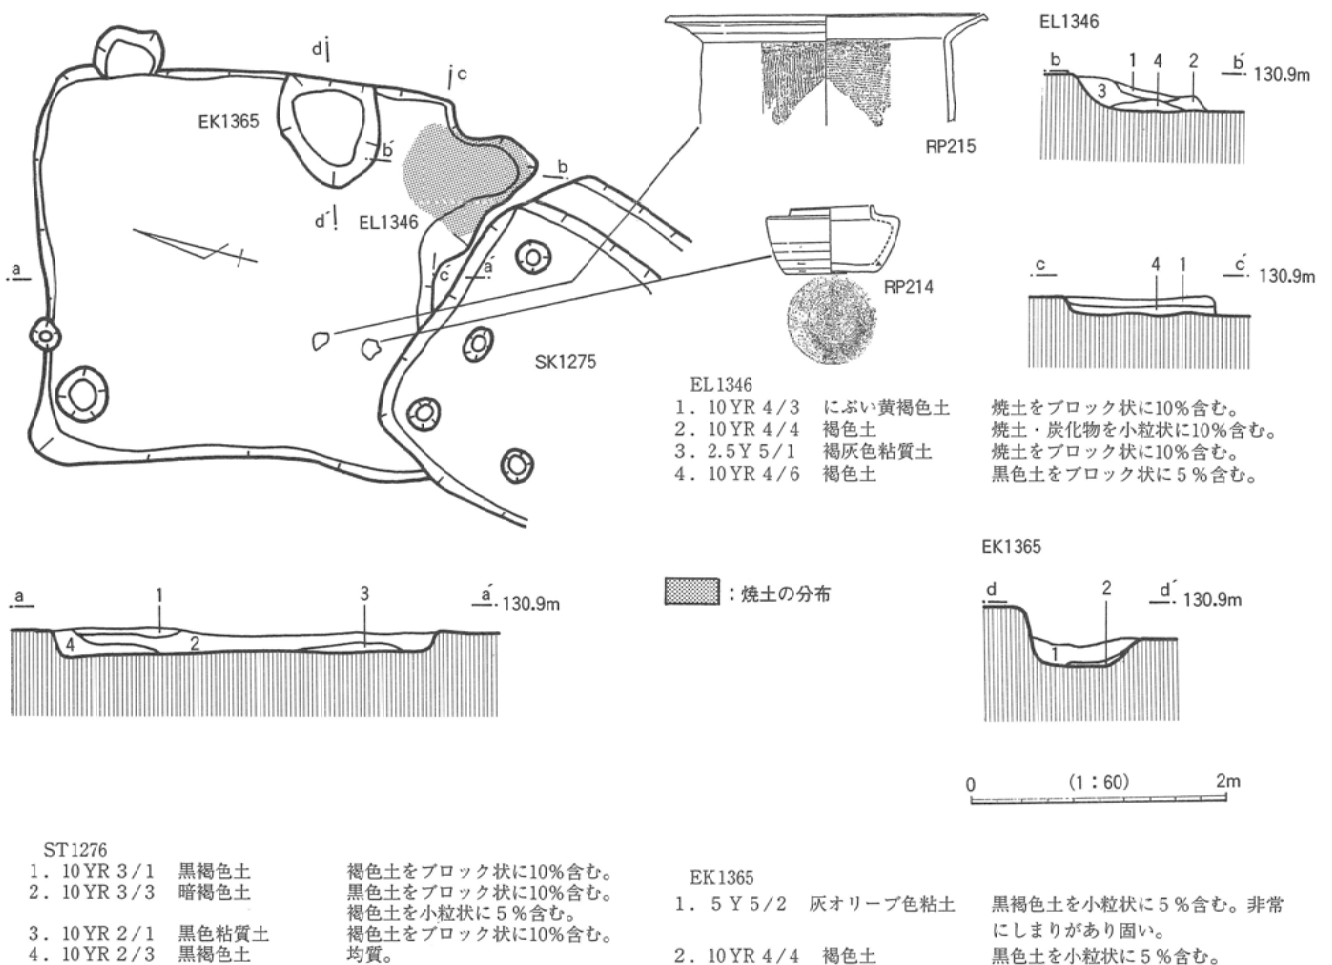 d
c
EK1365
b´
b
d´
EL1346
a
c´
a´
SK1275
RP215
RP214
EL1346
b
1
4
2
b´
130.9m
3
c
4
1
c´
130.9m
EL1346
1. 10YR 4/3 にぶい黄褐色土 焼土をブロック状に10%含む。
2. 10YR 4/4 褐色土 焼土・炭化物を小粒状に10%含む。
3. 2.5Y 5/1 褐灰色粘質土 焼土をブロック状に10%含む。
4. 10YR 4/6 褐色土 黒色土をブロック状に5%含む。
a
1
3
a´
130.9m
4
2
：焼土の分布
EK1365
d
2
d´
130.9m
1
0
(1：60)
2m
ST1276
1. 10YR 3/1 黒褐色土 褐色土をブロック状に10%含む。
2. 10YR 3/3 暗褐色土 黒色土をブロック状に10%含む。
褐色土を小粒状に5%含む。
3. 10YR 2/1 黒色粘質土 褐色土をブロック状に10%含む。
4. 10YR 2/3 黒褐色土 均質。
EK1365
1. 5Y 5/2 灰オリーブ色粘土 黒褐色土を小粒状に5%含む。非常
にしまりがあり固い。
2. 10YR 4/4 褐色土 黒色土を小粒状に5%含む。